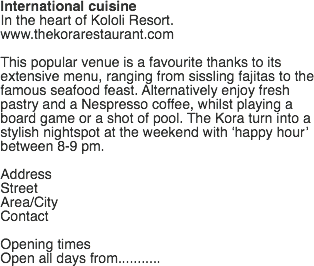 International cuisine
In the heart of Kololi Resort.
www.thekorarestaurant.com
This popular venue is a favourite thanks to its
extensive menu, ranging from sissling fajitas to the
famous seafood feast. Alternatively enjoy fresh
pastry and a Nespresso coffee, whilst playing a
board game or a shot of pool. The Kora turn into a
stylish nightspot at the weekend with ‘happy hour’
between 8-9 pm.
Address
Street
Area/City
Contact
Opening times
Open all days from...........